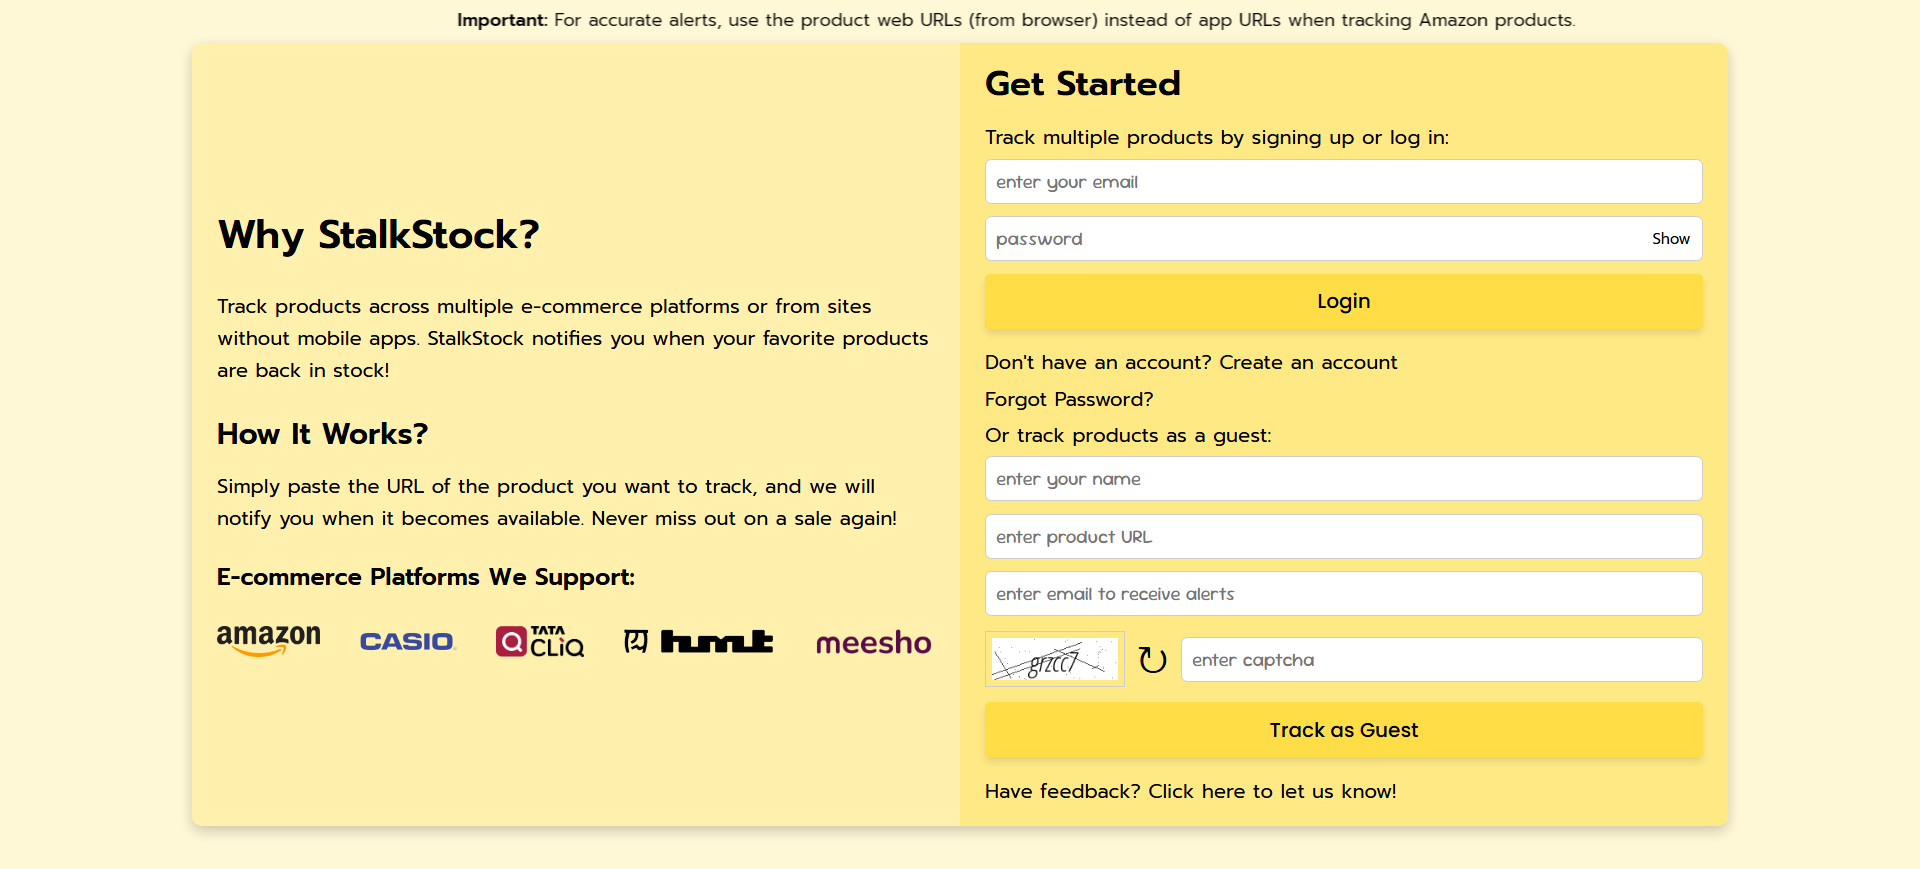 Important: For accurate alerts, use the product web URLs (from browser) instead of app URLs when tracking Amazon products.
Why StalkStock?
Track products across multiple e-commerce platforms or from sites
without mobile apps. StalkStock notifies you when your favorite products
are back in stock!
How It Works?
Simply paste the URL of the product you want to track, and we will
notify you when it becomes available. Never miss out on a sale again!
E-commerce Platforms We Support:
amazon
CASIO
TATA
CLiQ
hmt
meesho
Get Started
Track multiple products by signing up or log in:
enter your email
password
Show
Login
Don't have an account? Create an account
Forgot Password?
Or track products as a guest:
enter your name
enter product URL
enter email to receive alerts
grzcc7
enter captcha
Track as Guest
Have feedback? Click here to let us know!